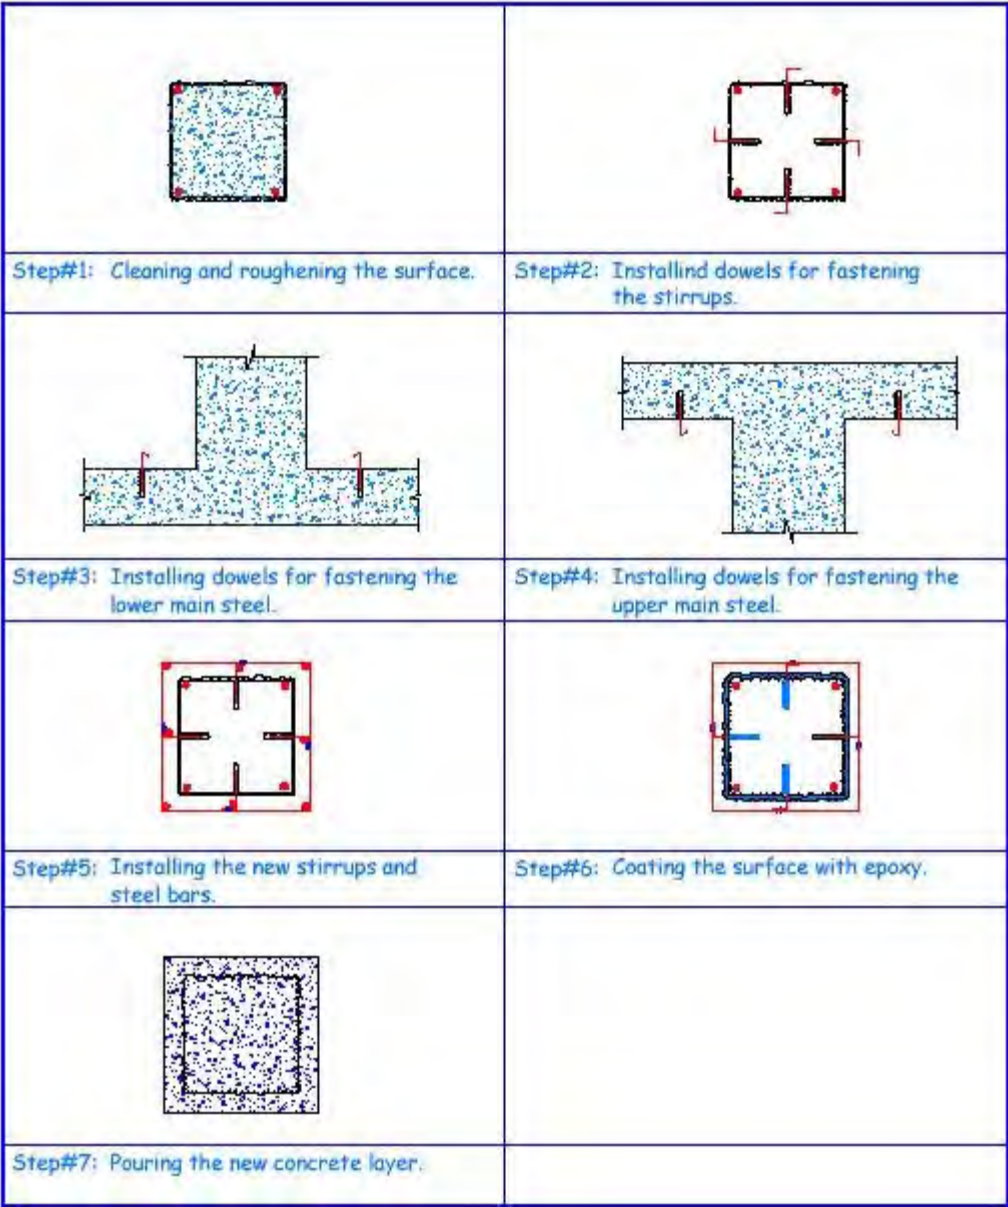 Step#1: Cleaning and roughening the surface.
Step#2: Installind dowels for fastening
the stirrups.
Step#3: Installing dowels for fastening the
lower main steel.
Step#4: Installing dowels for fastening the
upper main steel.
Step#5: Installing the new stirrups and
steel bars.
Step#6: Coating the surface with epoxy.
Step#7: Pouring the new concrete layer.